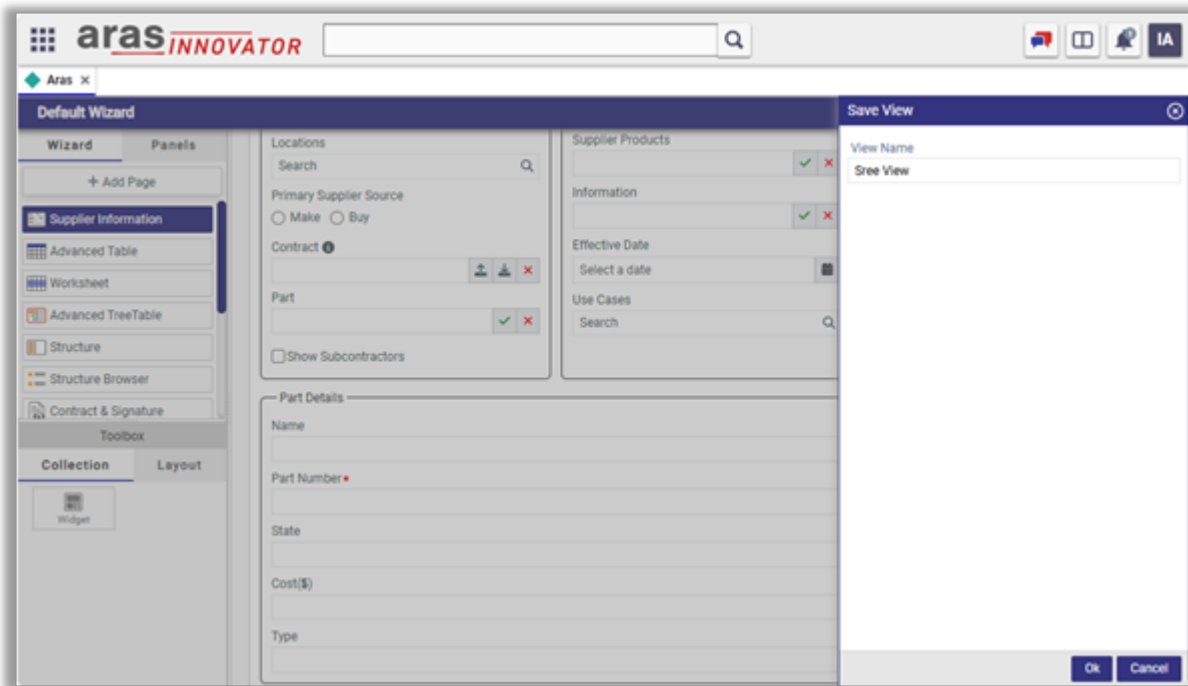 aras INNOVATOR
IA
Aras
Default Wizard
Wizard Panels
+ Add Page
Supplier Information
Advanced Table
Worksheet
Advanced TreeTable
Structure
Structure Browser
Contract & Signature
Toolbox
Collection Layout
Widget
Locations
Search
Primary Supplier Source
Make Buy
Contract
Part
Show Subcontractors
Supplier Products
Information
Effective Date
Select a date
Use Cases
Search
Part Details
Name
Part Number
State
Cost($)
Type
Save View
View Name
Sree View
Ok Cancel